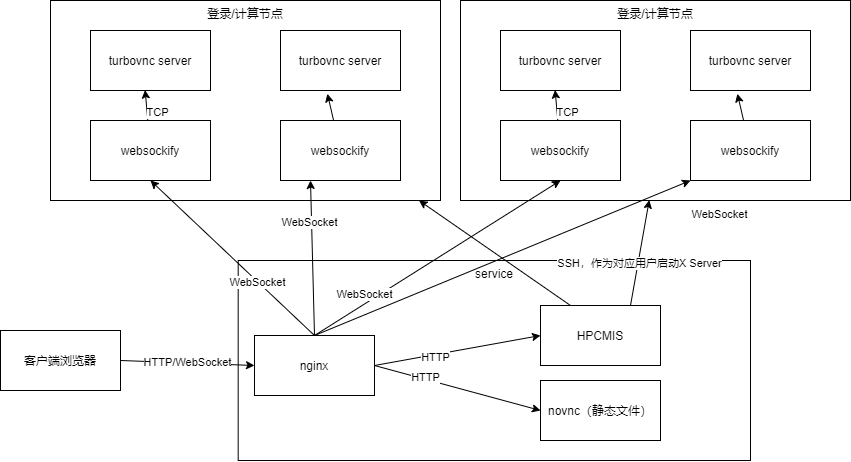 登录/计算节点
登录/计算节点
turbovnc server
turbovnc server
turbovnc server
turbovnc server
TCP
TCP
websockify
websockify
websockify
websockify
WebSocket
WebSocket
SSH，作为对应用户启动X Server
service
WebSocket
WebSocket
HPCMIS
客户端浏览器
HTTP/WebSocket
nginx
HTTP
HTTP
novnc（静态文件）